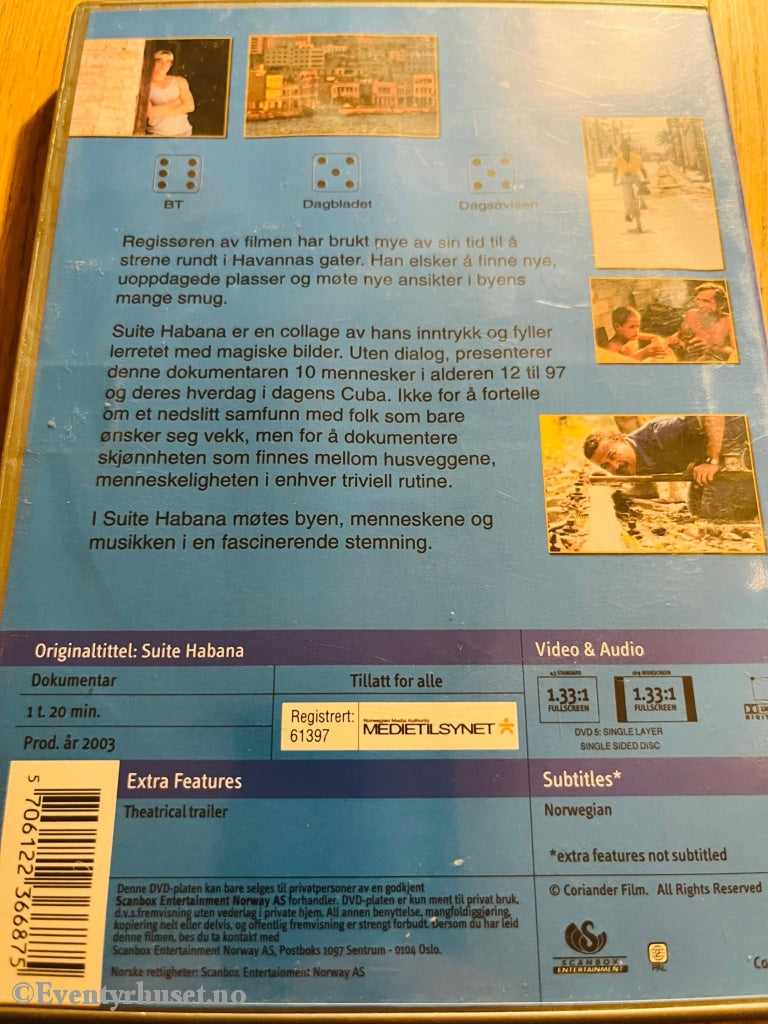 BT
Dagbladet
Dagsavisen
Regissøren av filmen har brukt mye av sin tid til å
strene rundt i Havannas gater. Han elsker å finne nye,
uoppdagede plasser og møte nye ansikter i byens
mange smug.
Suite Habana er en collage av hans inntrykk og fyller
lerretet med magiske bilder. Uten dialog, presenterer
denne dokumentaren 10 mennesker i alderen 12 til 97
og deres hverdag i dagens Cuba. Ikke for å fortelle
om et nedslitt samfunn med folk som bare
ønsker seg vekk, men for å dokumentere
skjønnheten som finnes mellom husveggene,
menneskeligheten i enhver triviell rutine.
I Suite Habana møtes byen, menneskene og
musikken i en fascinerende stemning.
Originaltittel: Suite Habana
Dokumentar
Tillatt for alle
1 t. 20 min.
Prod. år 2003
Registrert:
61397
Norwegian Media Authority
MEDIETILSYNET
Video & Audio
4:3 STANDARD
16:9 WIDESCREEN
1.33:1
FULLSCREEN
1.33:1
FULLSCREEN
DVD 5: SINGLE LAYER
SINGLE SIDED DISC
Extra Features
Theatrical trailer
Subtitles*
Norwegian
*extra features not subtitled
5 706122 366875
Denne DVD-platen kan bare selges til privatpersoner av en godkjent
Scanbox Entertainment Norway AS forhandler. DVD-platen er kun ment til privat bruk,
d.v.s fremvisning uten vederlag i private hjem. All annen benyttelse, mangfoldiggjøring,
kopiering helt eller delvis, og offentlig fremvisning er strengt forbudt. Dersom du har leid
denne filmen, bes du ta kontakt med
Scanbox Entertainment Norway AS, Postboks 1097 Sentrum - 0104 Oslo.
Norske rettigheter: Scanbox Entertainment Norway AS
© Coriander Film. All Rights Reserved
SCANBOX
ENTERTAINMENT
2
PAL
©Eventyrhuset.no